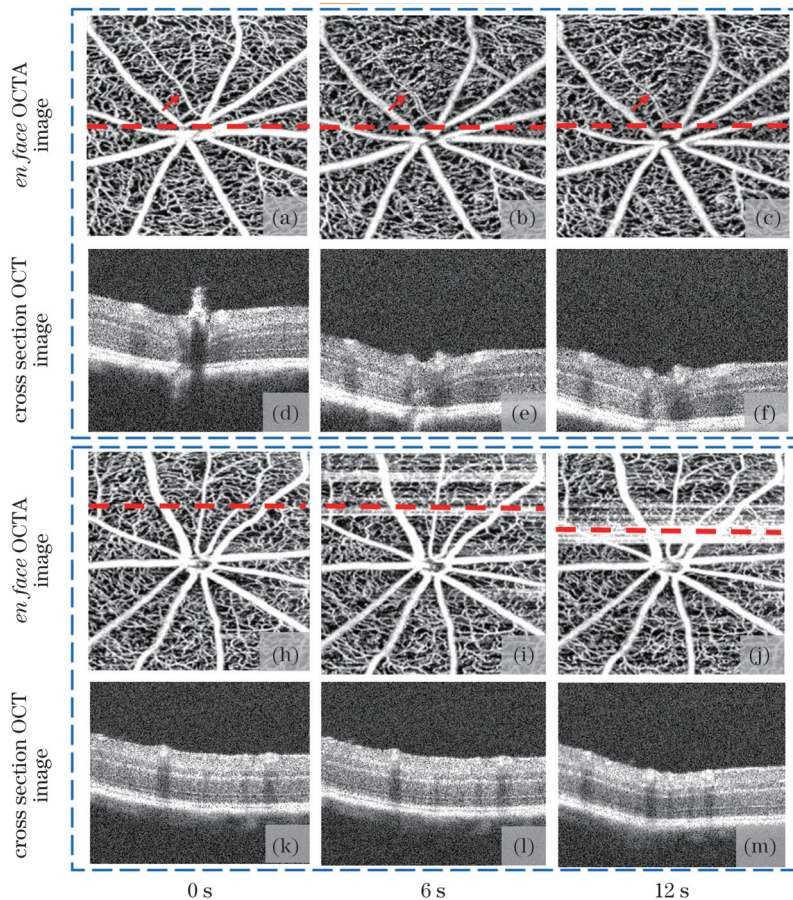 en face OCTA
image
(a)
(b)
(c)
cross section OCT
image
(d)
(e)
(f)
en face OCTA
image
(h)
(i)
(j)
cross section OCT
image
(k)
(l)
(m)
0 s
6 s
12 s